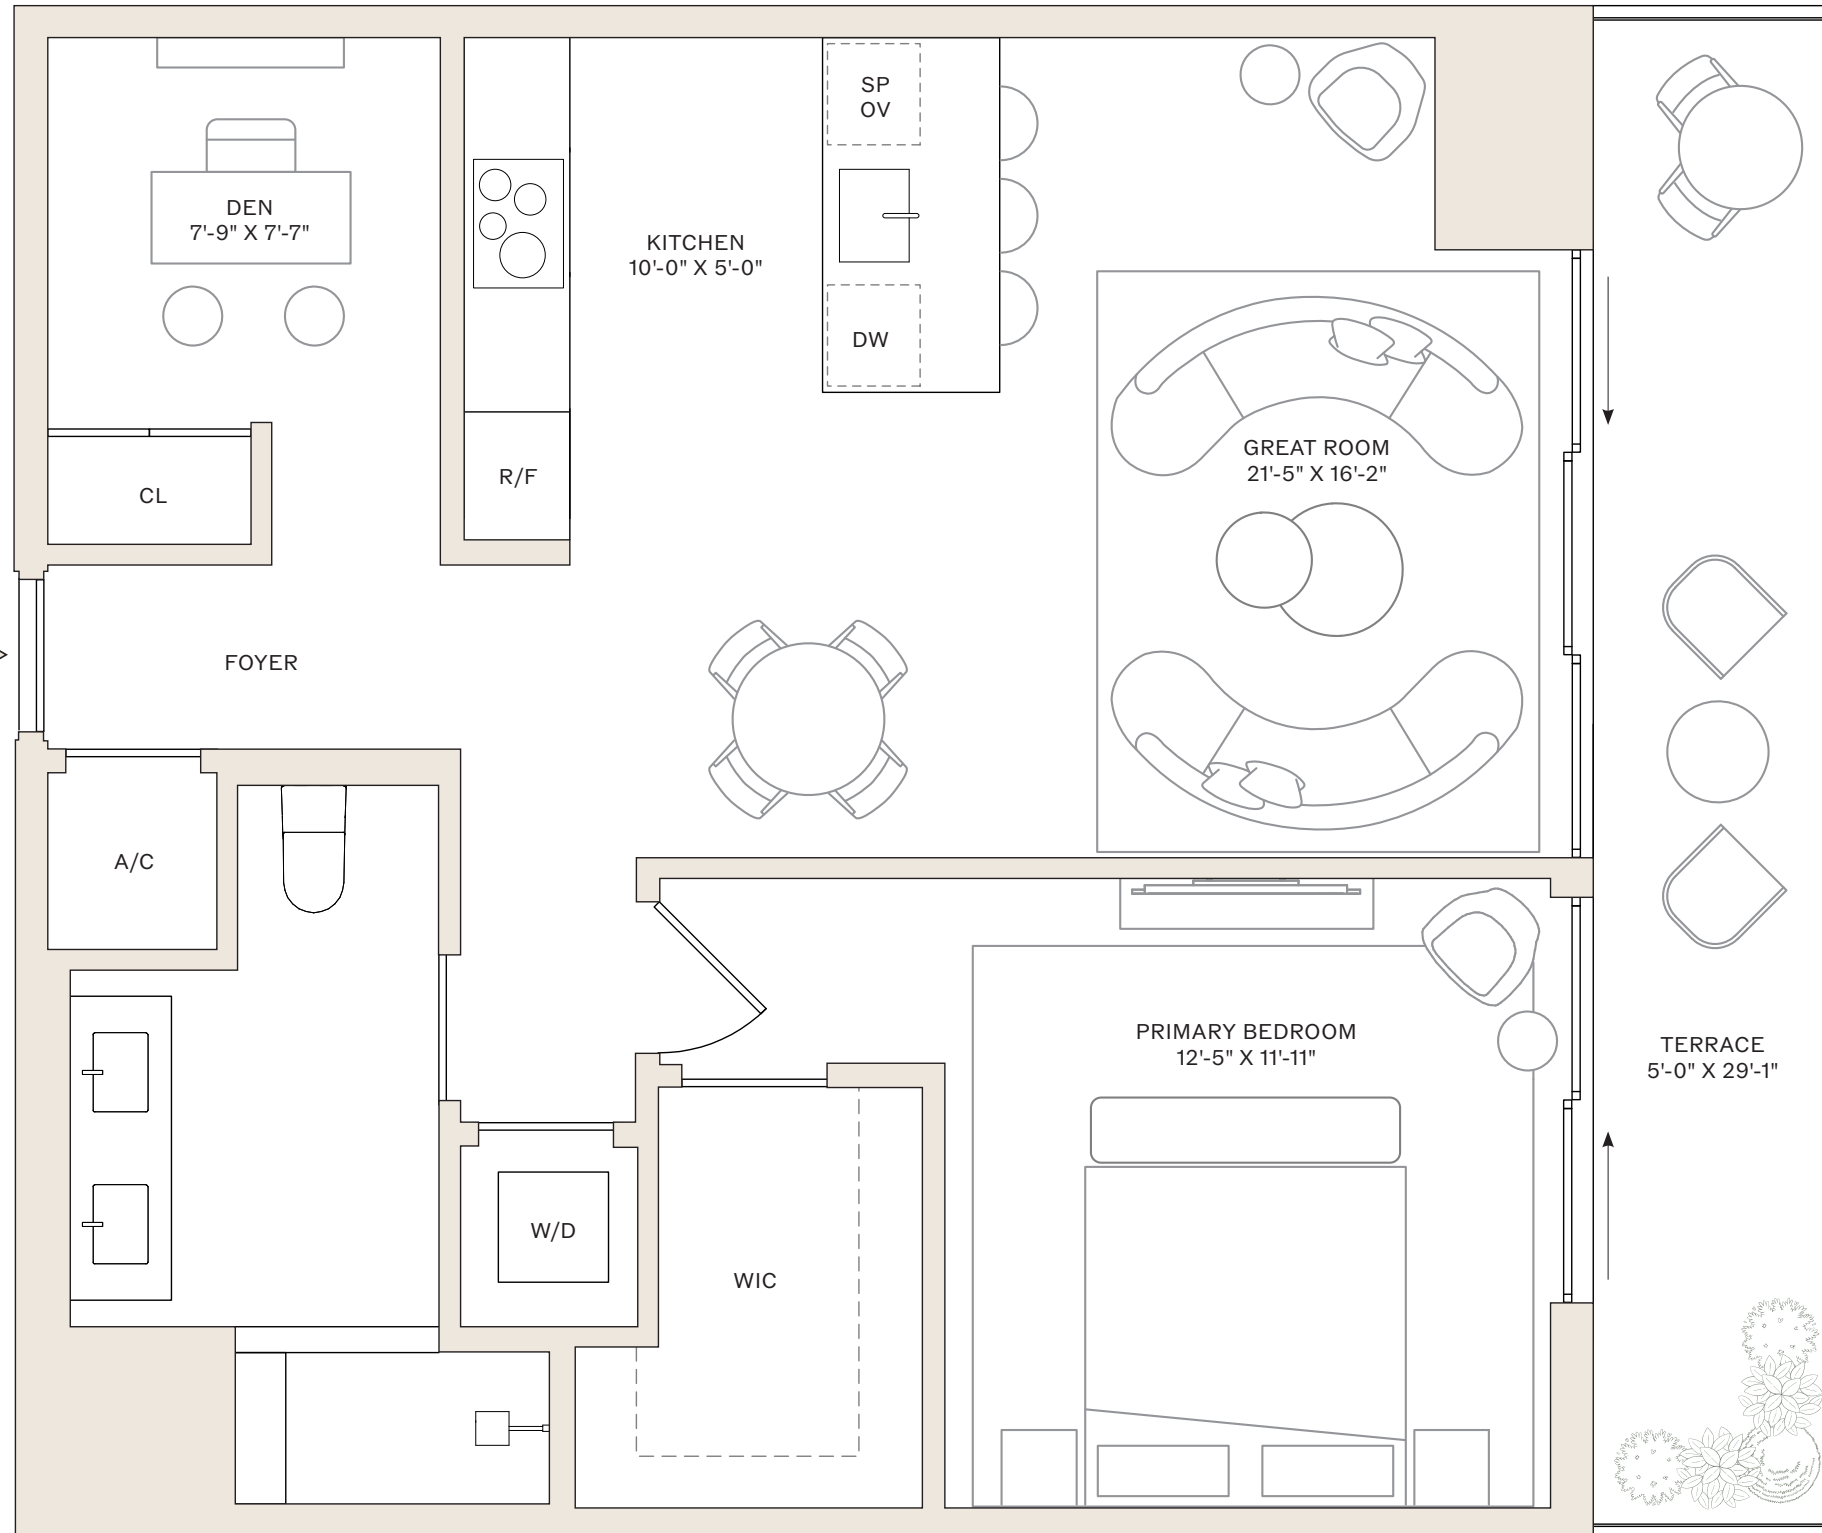 SP
OV
DEN
7'-9" X 7'-7"
KITCHEN
10'-0" X 5'-0"
DW
GREAT ROOM
21'-5" X 16'-2"
R/F
CL
FOYER
A/C
PRIMARY BEDROOM
12'-5" X 11'-11"
TERRACE
5'-0" X 29'-1"
W/D
WIC